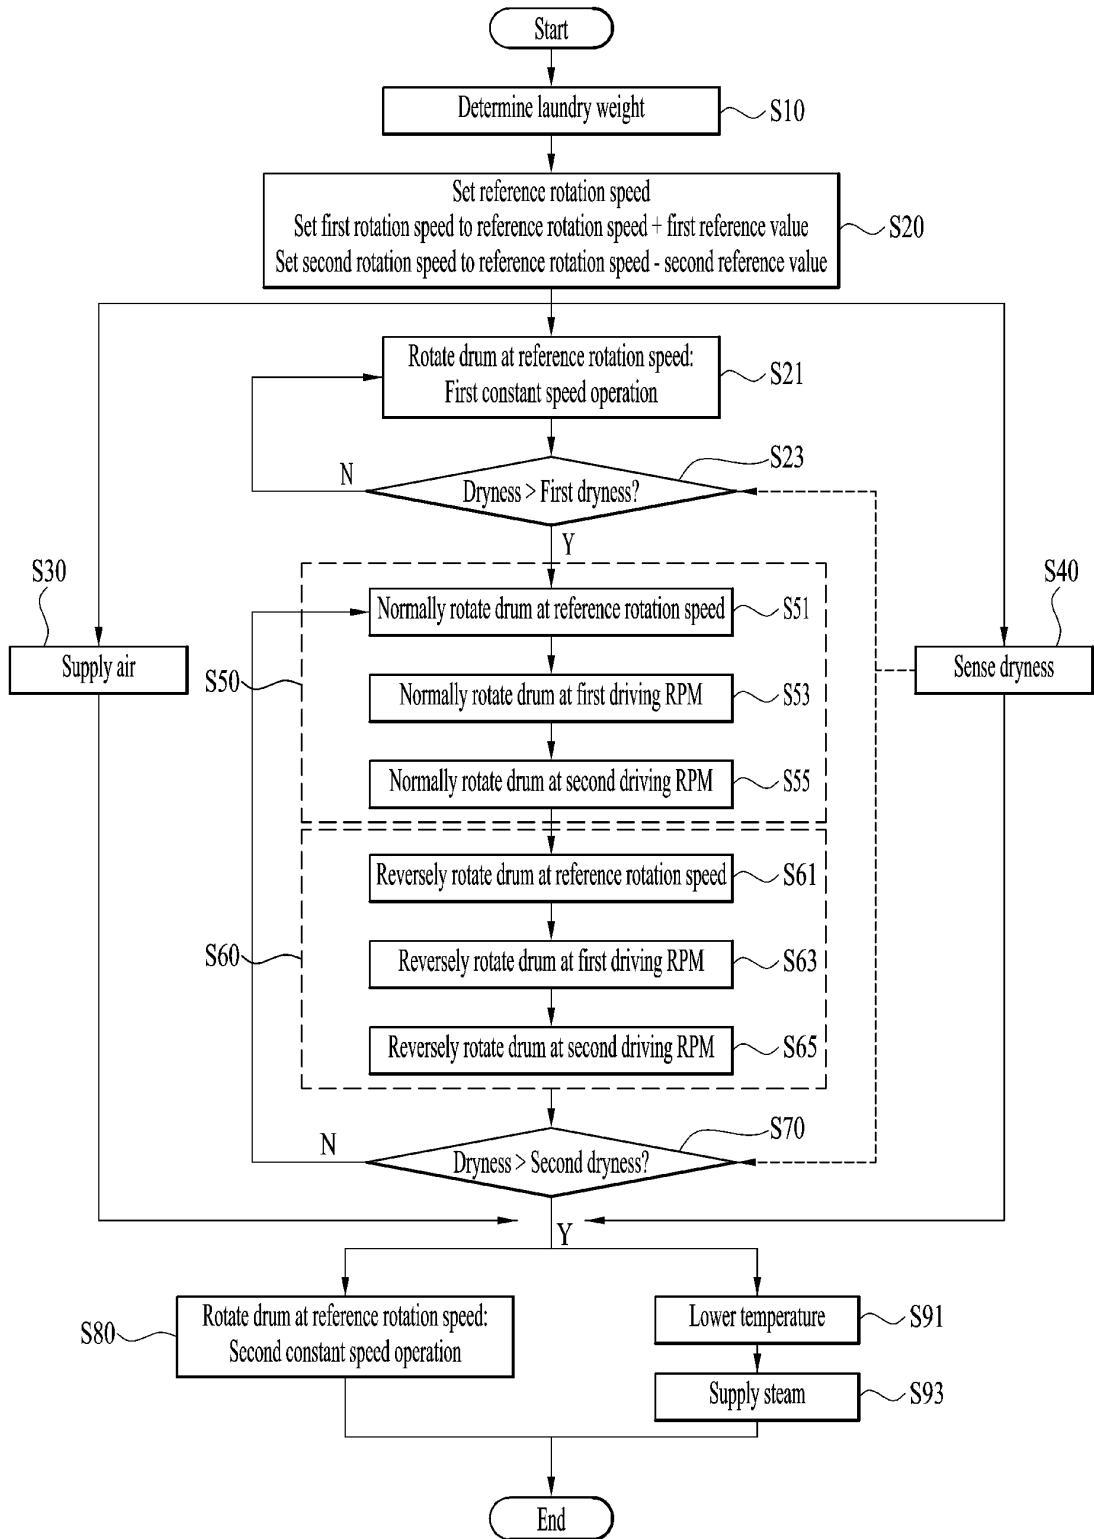 Start
Determine laundry weight
S10
Set reference rotation speed
Set first rotation speed to reference rotation speed + first reference value
Set second rotation speed to reference rotation speed - second reference value
S20
Rotate drum at reference rotation speed:
First constant speed operation
S21
S23
N
Dryness > First dryness?
Y
S30
Supply air
S40
Sense dryness
S50
Normally rotate drum at reference rotation speed
S51
Normally rotate drum at first driving RPM
S53
Normally rotate drum at second driving RPM
S55
S60
Reversely rotate drum at reference rotation speed
S61
Reversely rotate drum at first driving RPM
S63
Reversely rotate drum at second driving RPM
S65
S70
N
Dryness > Second dryness?
Y
S80
Rotate drum at reference rotation speed:
Second constant speed operation
Lower temperature
S91
Supply steam
S93
End